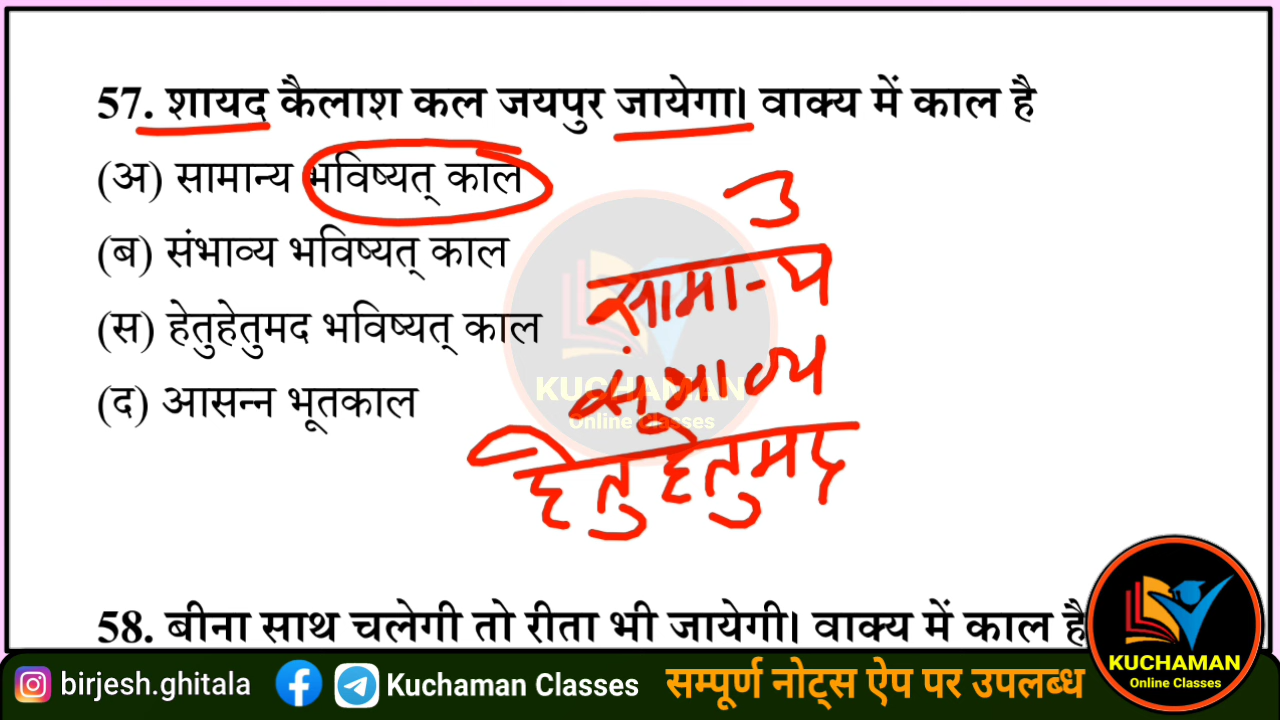 57. शायद कैलाश कल जयपुर जायेगा। वाक्य में काल है
(अ) सामान्य भविष्यत् काल
(ब) संभाव्य भविष्यत् काल
(स) हेतुहेतुमद भविष्यत् काल
(द) आसन्न भूतकाल
3
सामान्य
संभाव्य
हेतुहेतुमद
KUCHAMAN
Online Classes
58. बीना साथ चलेगी तो रीता भी जायेगी। वाक्य में काल है
KUCHAMAN
Online Classes
birjesh.ghitala
Kuchaman Classes
सम्पूर्ण नोट्स ऐप पर उपलब्ध